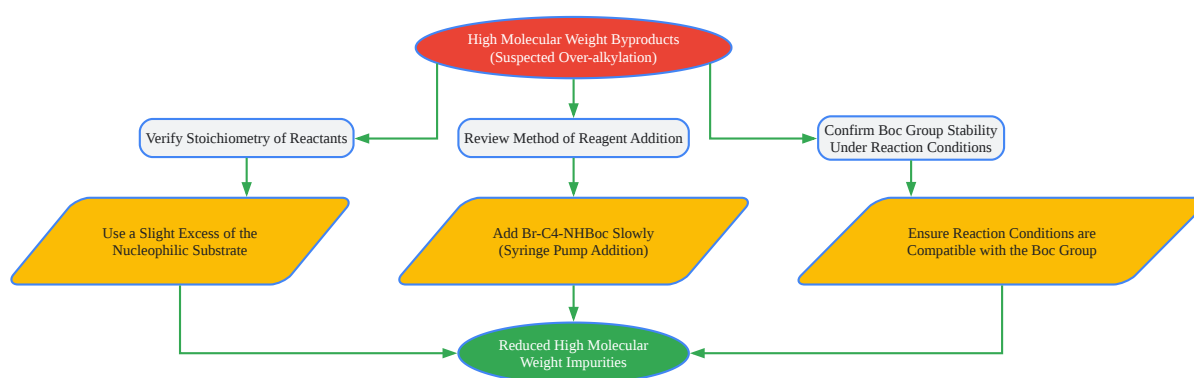 High Molecular Weight Byproducts
(Suspected Over-alkylation)
Verify Stoichiometry of Reactants
Review Method of Reagent Addition
Confirm Boc Group Stability
Under Reaction Conditions
Use a Slight Excess of the
Nucleophilic Substrate
Add Br-C4-NHBoc Slowly
(Syringe Pump Addition)
Ensure Reaction Conditions are
Compatible with the Boc Group
Reduced High Molecular
Weight Impurities